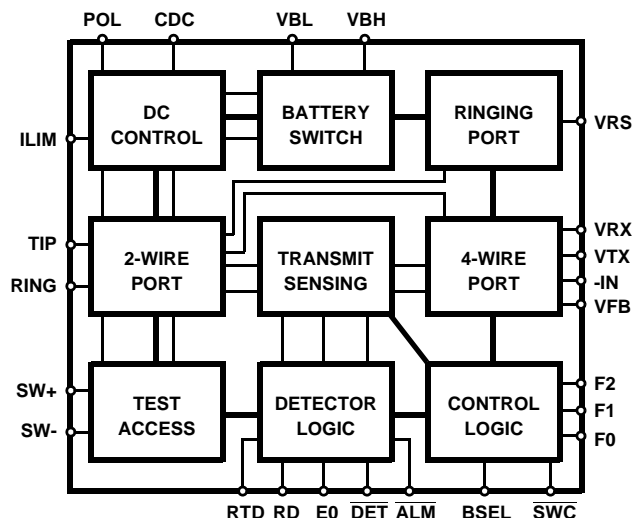 POL CDC VBL VBH
DC
CONTROL
BATTERY
SWITCH
RINGING
PORT
ILIM
VRS
TIP
RING
2-WIRE
PORT
TRANSMIT
SENSING
4-WIRE
PORT
VRX
VTX
-IN
VFB
SW+
SW-
TEST
ACCESS
DETECTOR
LOGIC
CONTROL
LOGIC
F2
F1
F0
RTD RD E0 DET ALM BSEL SWC